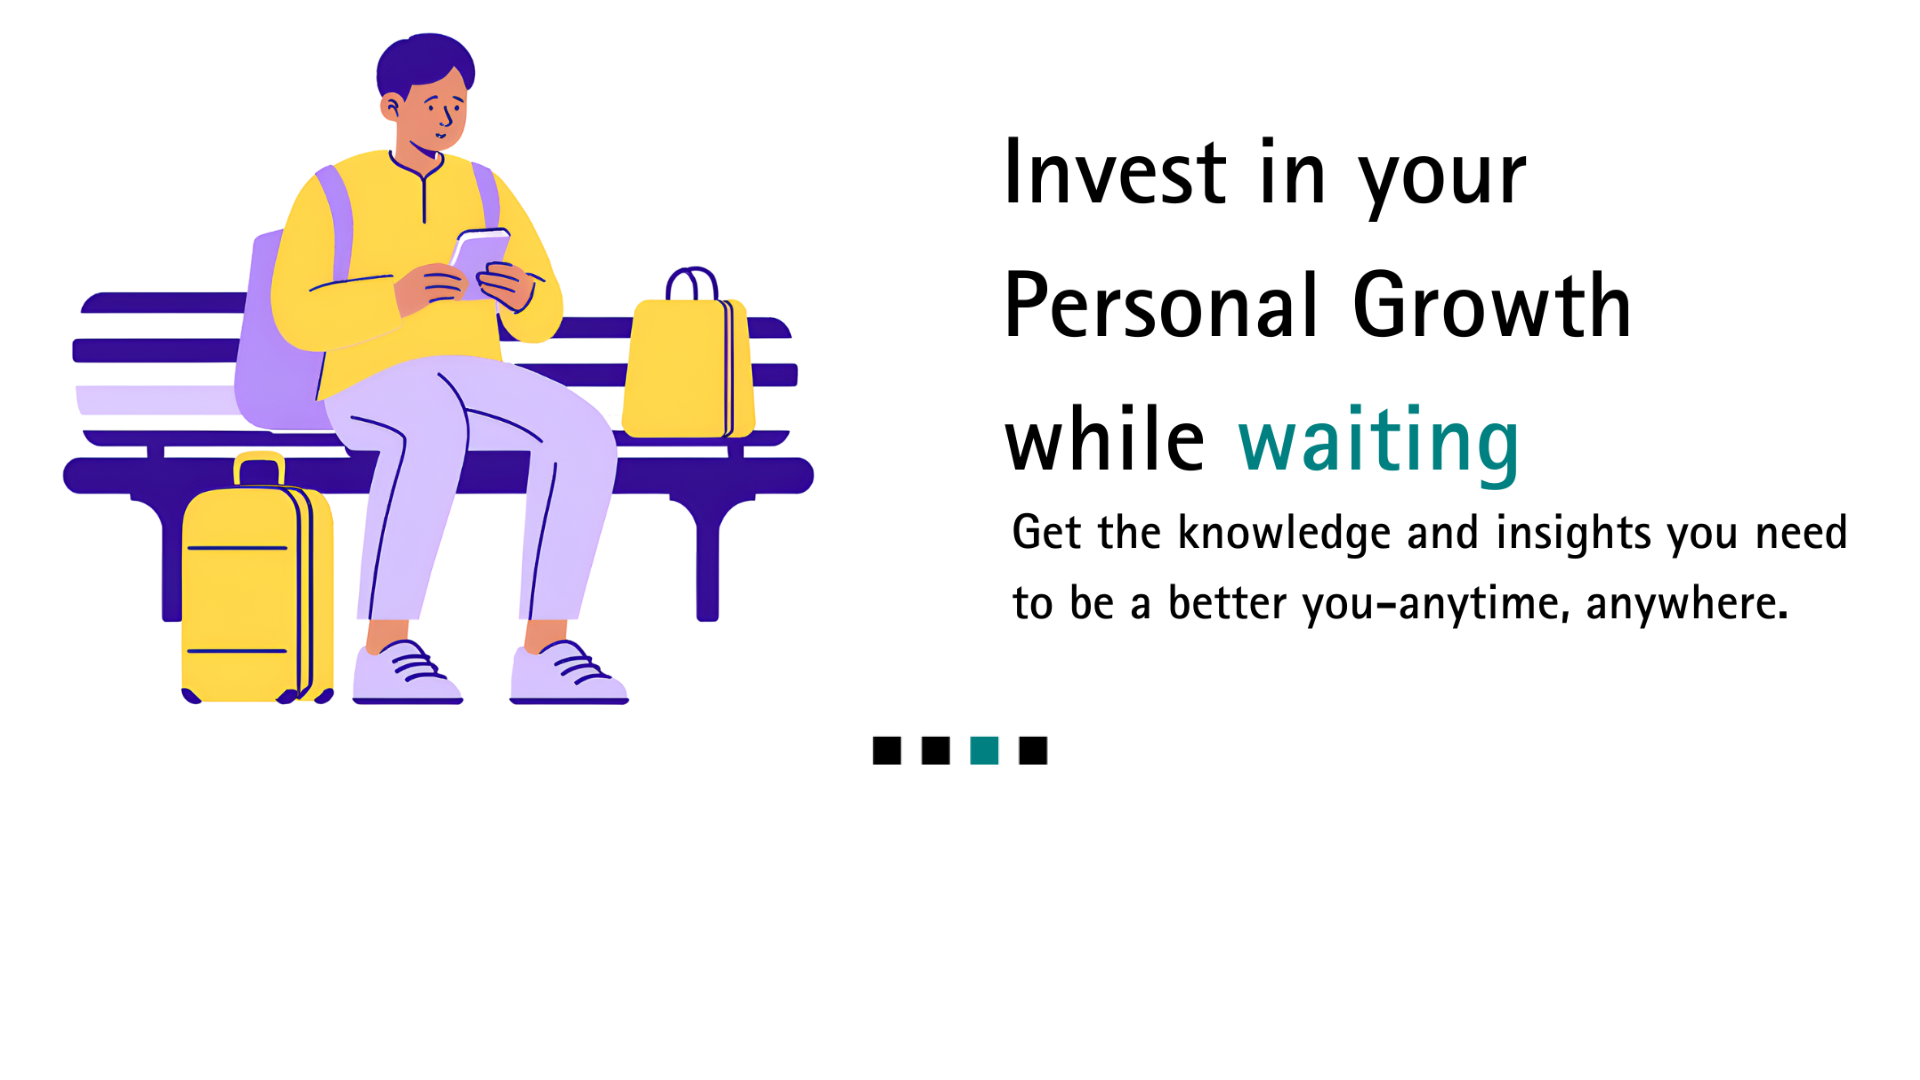 Invest in your
Personal Growth
while waiting
Get the knowledge and insights you need
to be a better you-anytime, anywhere.